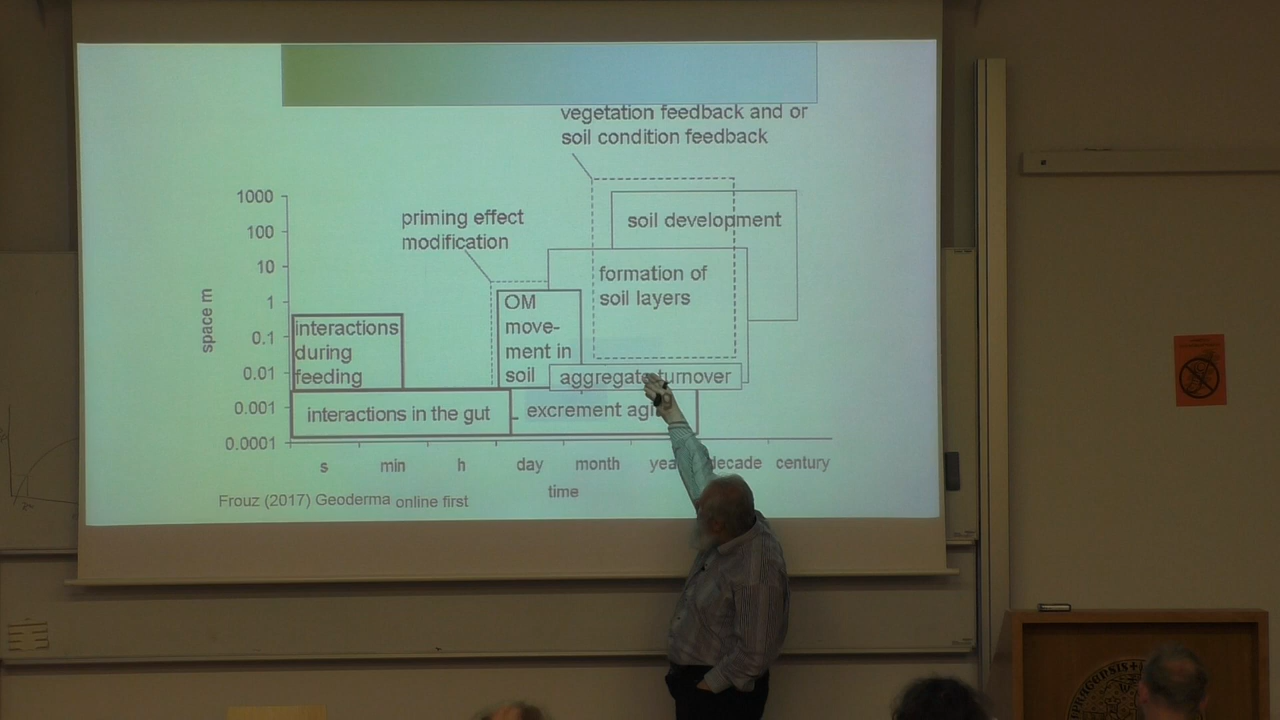 vegetation feedback and or
soil condition feedback
1000
100
10
1
0.1
0.01
0.001
0.0001
space m
priming effect
modification
soil development
formation of
soil layers
OM
move-
ment in
soil
interactions
during
feeding
aggregate turnover
interactions in the gut
excrement aging
s min h day month year decade century
time
Frouz (2017) Geoderma online first